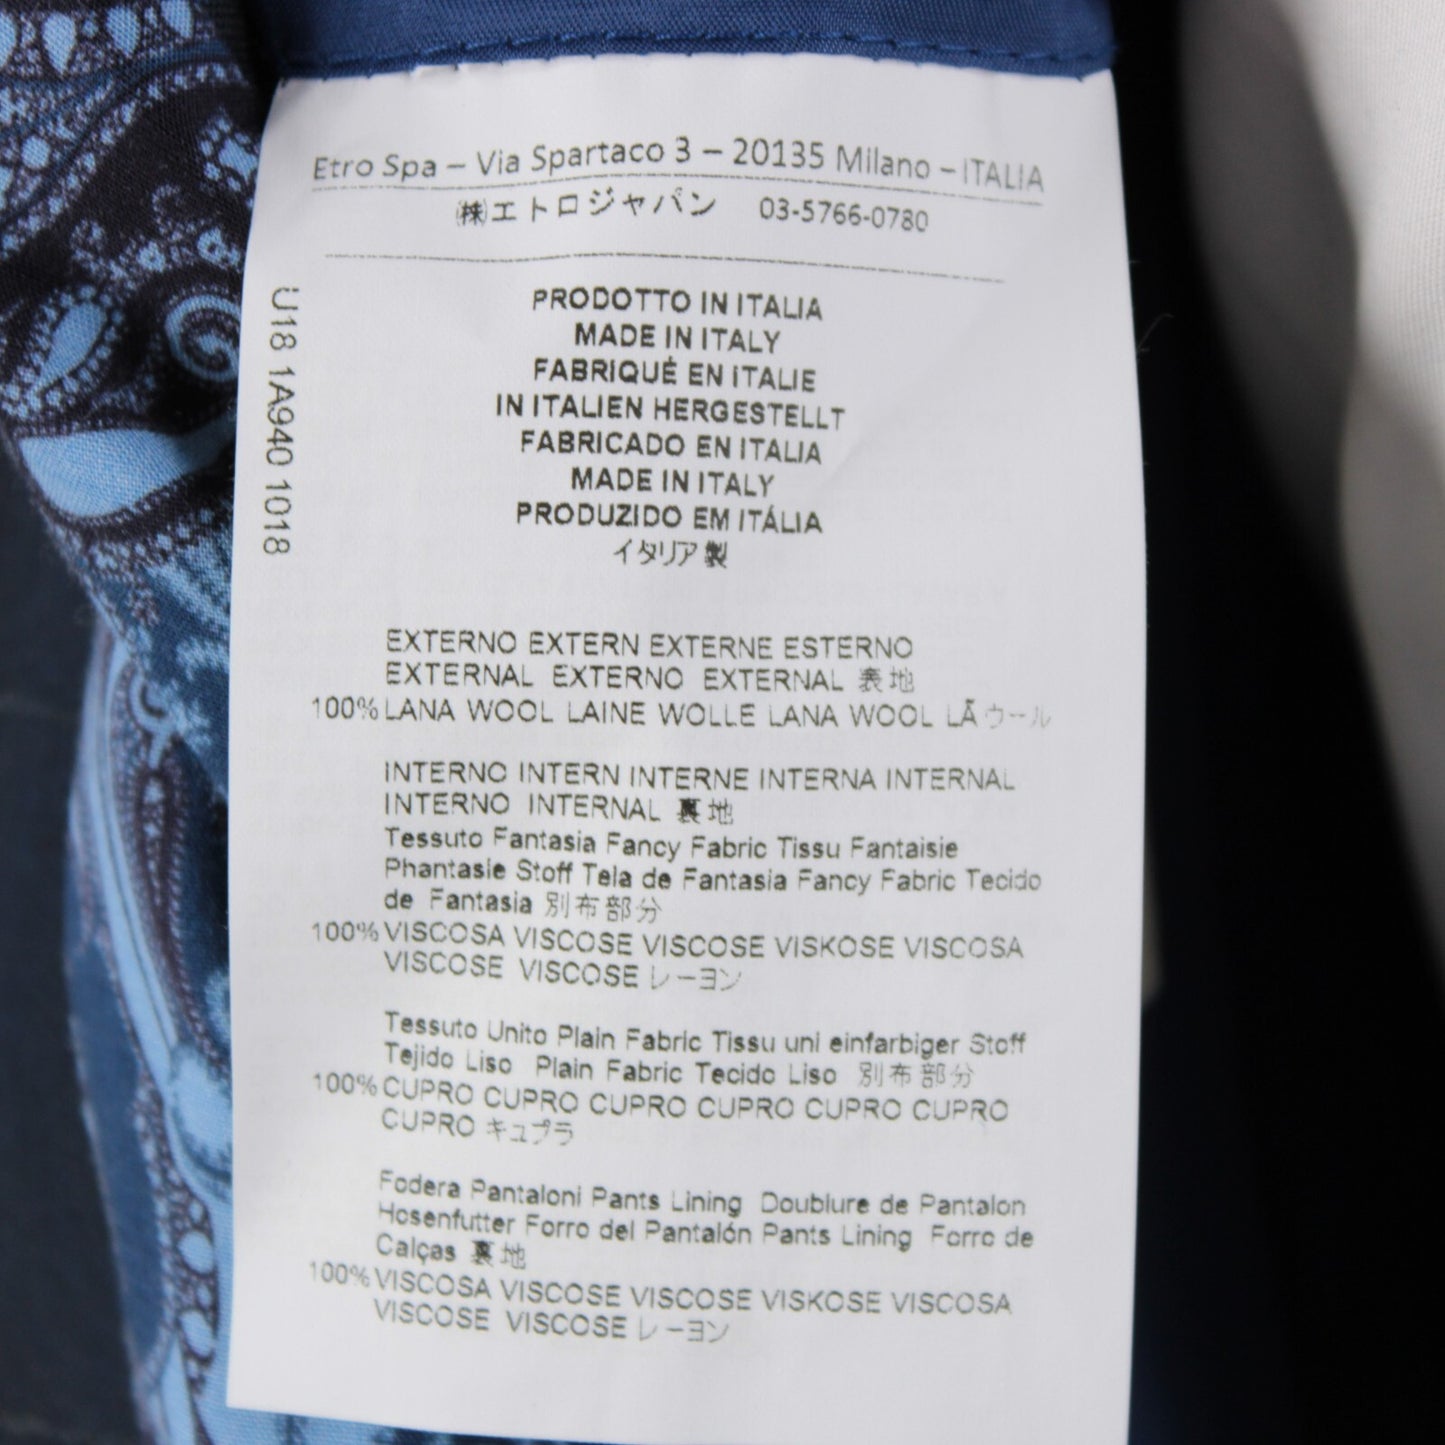 Etro Spa – Via Spartaco 3 – 20135 Milano – ITALIA
㈱エトロジャパン 03-5766-0780
U18 1A940 1018
PRODOTTO IN ITALIA
MADE IN ITALY
FABRIQUÉ EN ITALIE
IN ITALIEN HERGESTELLT
FABRICADO EN ITALIA
MADE IN ITALY
PRODUZIDO EM ITÁLIA
イタリア製
EXTERNO EXTERN EXTERNE ESTERNO
EXTERNAL EXTERNO EXTERNAL 表地
100% LANA WOOL LAINE WOLLE LANA WOOL LÃ ウール
INTERNO INTERN INTERNE INTERNA INTERNAL
INTERNO INTERNAL 裏地
Tessuto Fantasia Fancy Fabric Tissu Fantaisie
Phantasie Stoff Tela de Fantasia Fancy Fabric Tecido
de Fantasia 別布部分
100% VISCOSA VISCOSE VISCOSE VISKOSE VISCOSA
VISCOSE VISCOSE レーヨン
Tessuto Unito Plain Fabric Tissu uni einfarbiger Stoff
Tejido Liso Plain Fabric Tecido Liso 別布部分
100% CUPRO CUPRO CUPRO CUPRO CUPRO CUPRO
CUPRO キュプラ
Fodera Pantaloni Pants Lining Doublure de Pantalon
Hosenfutter Forro del Pantalón Pants Lining Forro de
Calças 裏地
100% VISCOSA VISCOSE VISCOSE VISKOSE VISCOSA
VISCOSE VISCOSE レーヨン